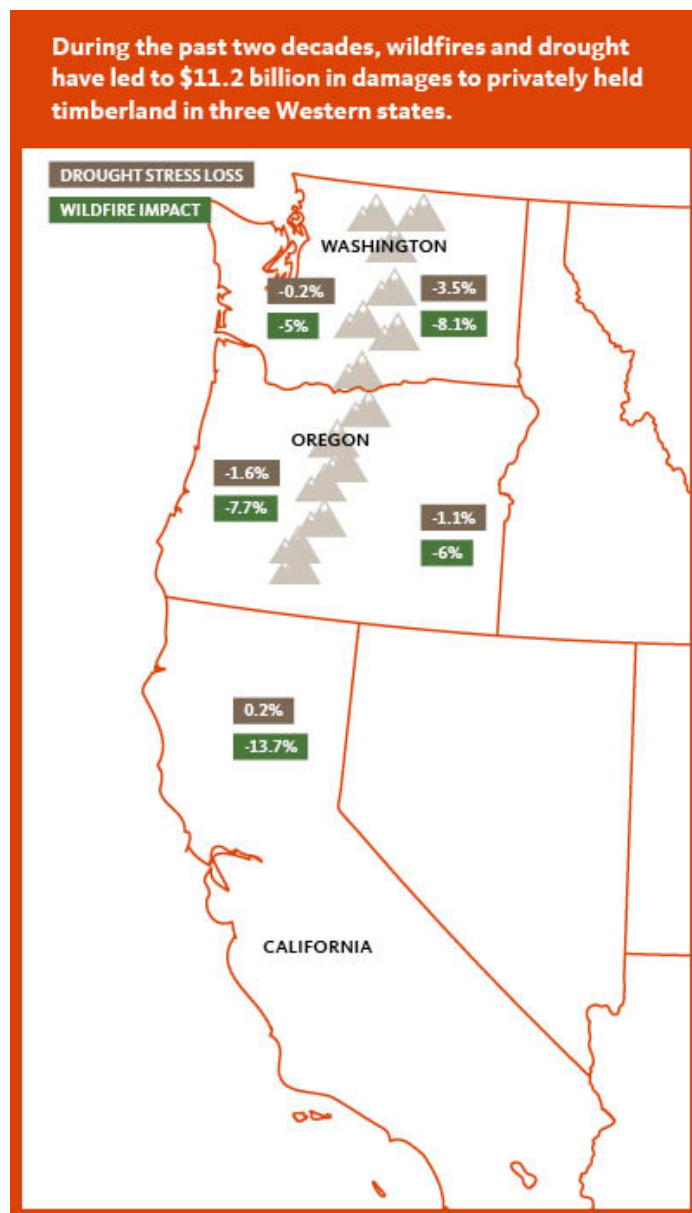 During the past two decades, wildfires and drought
have led to $11.2 billion in damages to privately held
timberland in three Western states.
DROUGHT STRESS LOSS
WILDFIRE IMPACT
WASHINGTON
-0.2%
-5%
-3.5%
-8.1%
OREGON
-1.6%
-7.7%
-1.1%
-6%
0.2%
-13.7%
CALIFORNIA